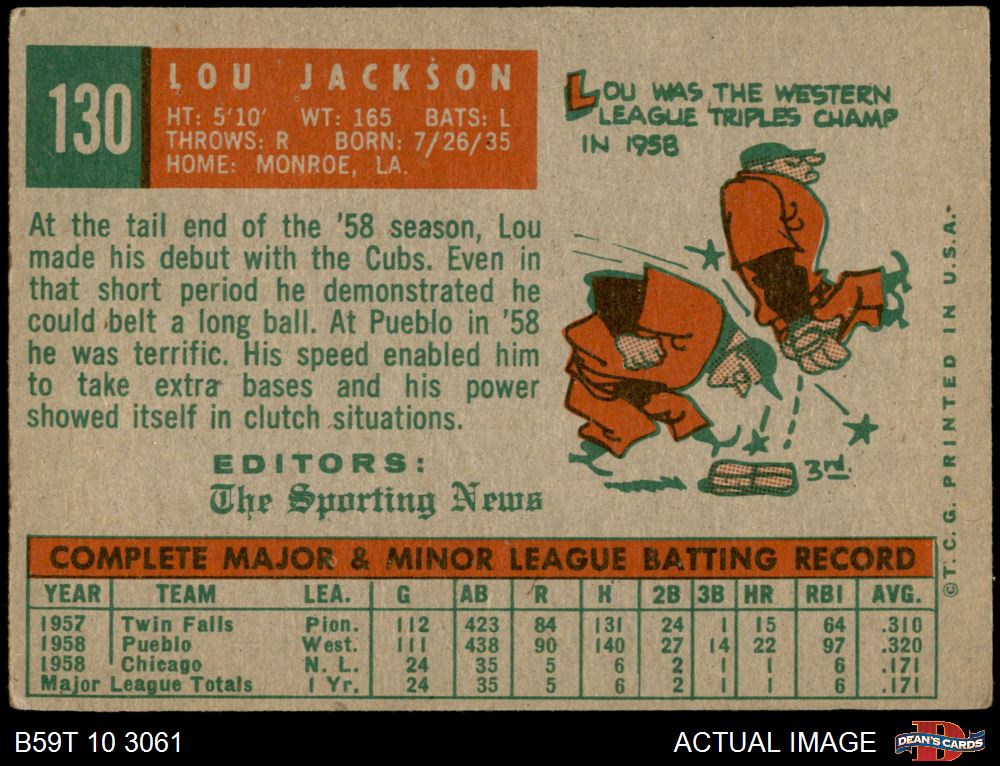 130
LOU JACKSON
HT: 5'10' WT: 165 BATS: L
THROWS: R BORN: 7/26/35
HOME: MONROE, LA.
LOU WAS THE WESTERN
LEAGUE TRIPLES CHAMP
IN 1958
At the tail end of the '58 season, Lou
made his debut with the Cubs. Even in
that short period he demonstrated he
could belt a long ball. At Pueblo in '58
he was terrific. His speed enabled him
to take extra bases and his power
showed itself in clutch situations.
EDITORS:
The Sporting News
3rd.
©T. C. G. PRINTED IN U.S.A.
COMPLETE MAJOR & MINOR LEAGUE BATTING RECORD
YEAR TEAM LEA. G AB R H 2B 3B HR RBI AVG.
1957 Twin Falls Pion. 112 423 84 131 24 1 15 64 .310
1958 Pueblo West. 111 438 90 140 27 14 22 97 .320
1958 Chicago N. L. 24 35 5 6 2 1 1 6 .171
Major League Totals 1 Yr. 24 35 5 6 2 1 1 6 .171
B59T 10 3061
ACTUAL IMAGE
DEAN'S CARDS